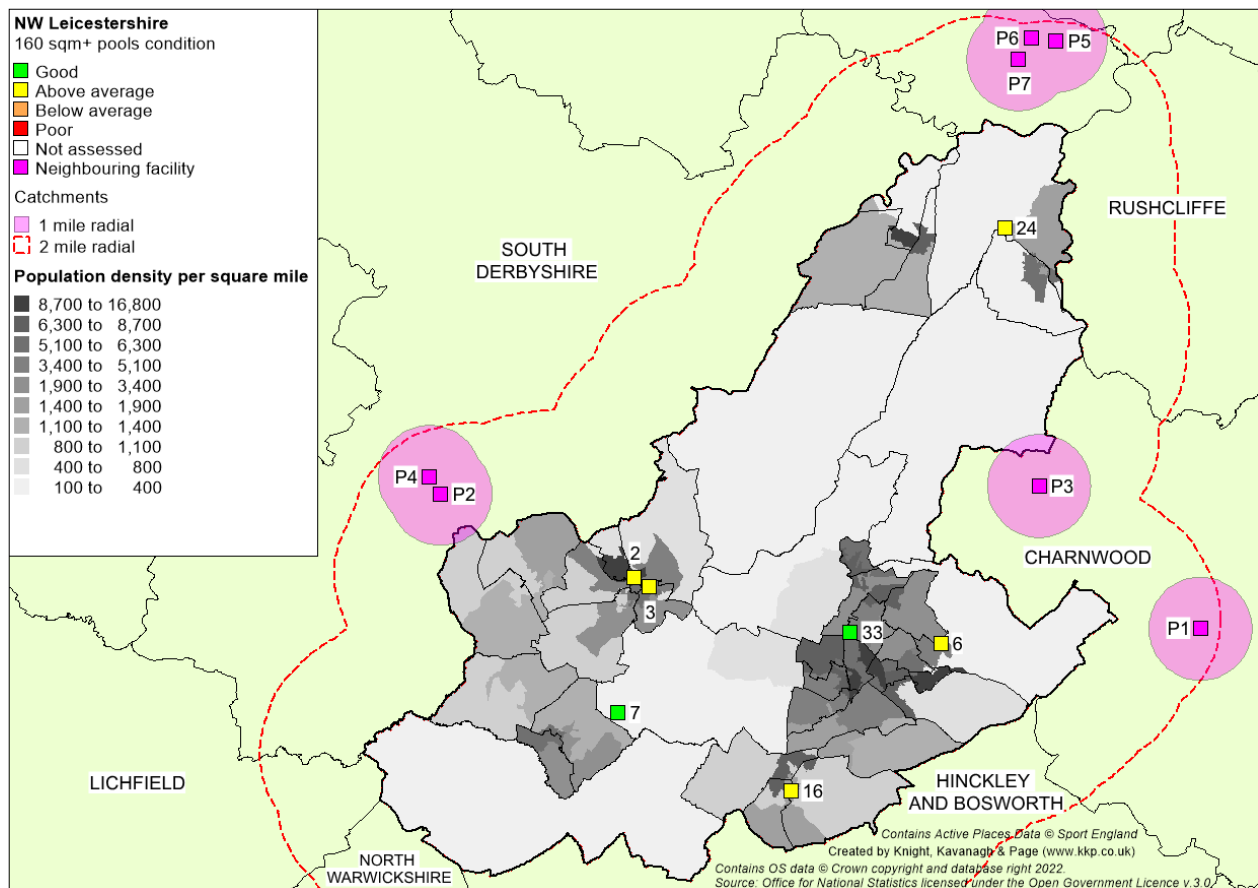 NW Leicestershire
160 sqm+ pools condition
Good
Above average
Below average
Poor
Not assessed
Neighbouring facility
Catchments
1 mile radial
2 mile radial
Population density per square mile
8,700 to 16,800
6,300 to 8,700
5,100 to 6,300
3,400 to 5,100
1,900 to 3,400
1,400 to 1,900
1,100 to 1,400
800 to 1,100
400 to 800
100 to 400
P6
P5
P7
RUSHCLIFFE
24
SOUTH
DERBYSHIRE
P4
P2
P3
CHARNWOOD
2
3
33
6
P1
7
LICHFIELD
16
HINCKLEY
AND BOSWORTH
NORTH
WARWICKSHIRE
Contains Active Places Data © Sport England
Created by Knight, Kavanagh & Page (www.kkp.co.uk)
Contains OS data © Crown copyright and database right 2022.
Source: Office for National Statistics licensed under the Open Government Licence v.3.0